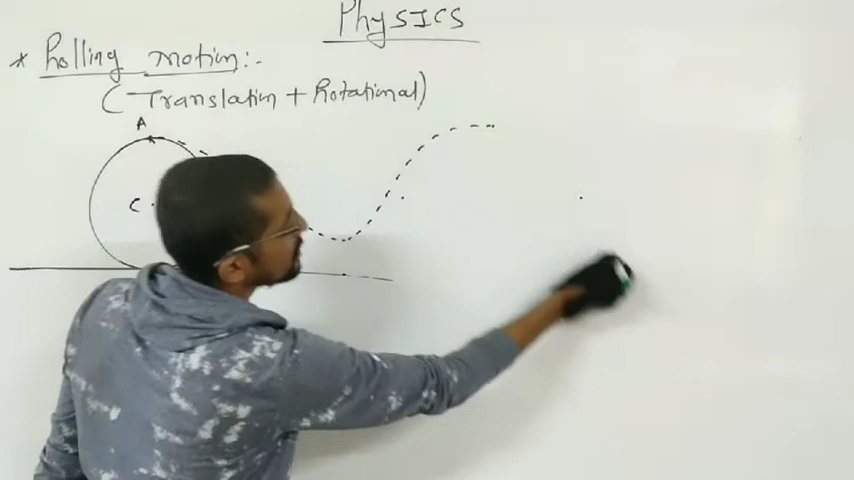 Physics
* Rolling motion:-
(Translation + Rotational)
A
C